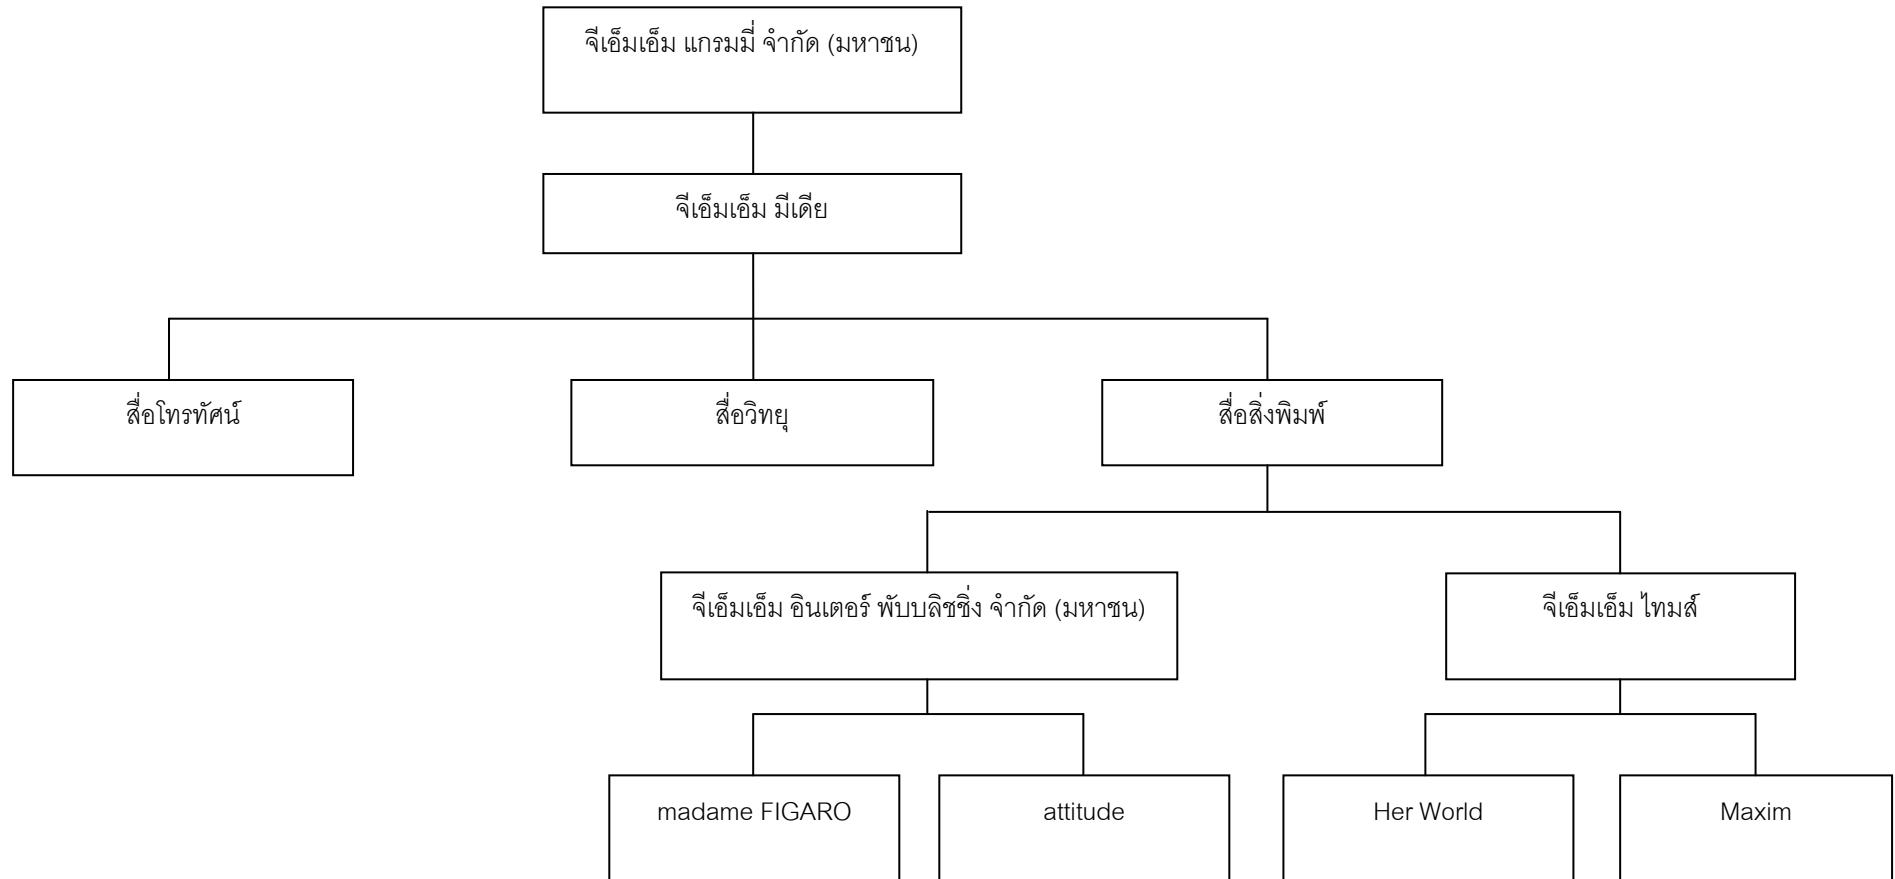 จีเอ็มเอ็ม แกรมมี่ จำกัด (มหาชน)
จีเอ็มเอ็ม มีเดีย
สื่อโทรทัศน์
สื่อวิทยุ
สื่อสิ่งพิมพ์
จีเอ็มเอ็ม อินเตอร์ พับบลิชชิ่ง จำกัด (มหาชน)
จีเอ็มเอ็ม ไทมส์
madame FIGARO
attitude
Her World
Maxim